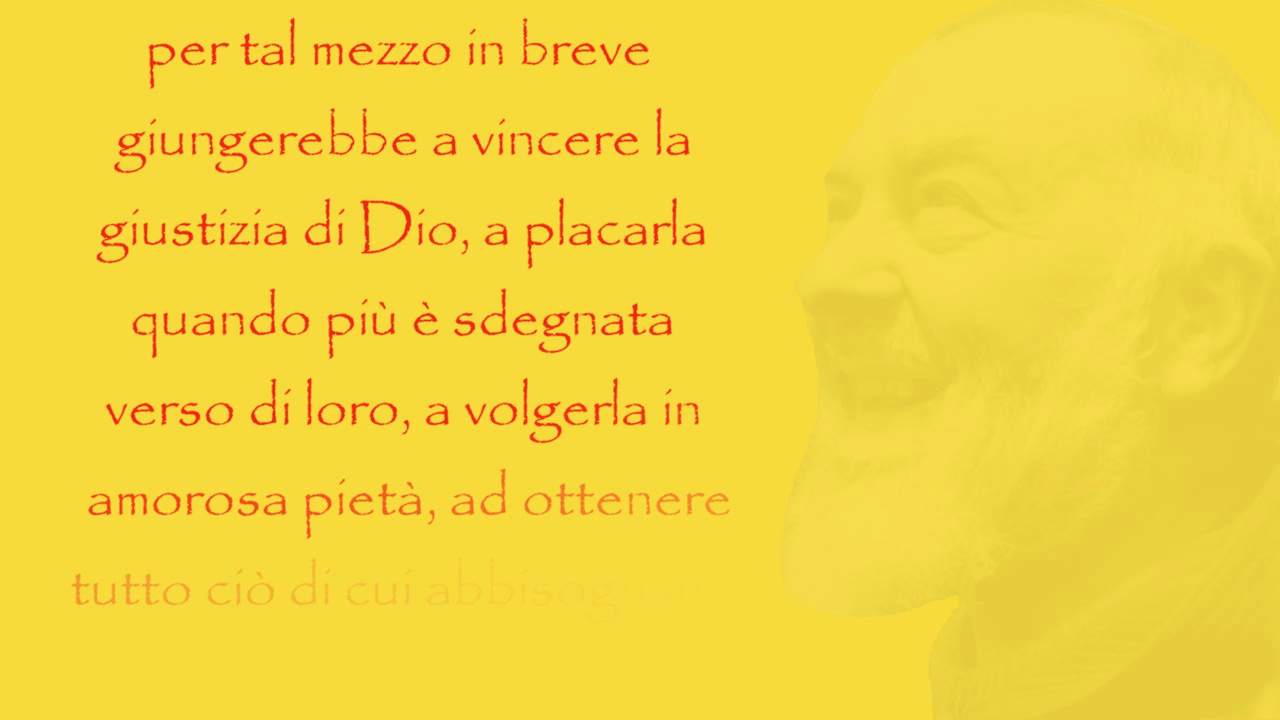 per tal mezzo in breve
giungerebbe a vincere la
giustizia di Dio, a placarla
quando più è sdegnata
verso di loro, a volgerla in
amorosa pietà, ad ottenere
tutto ciò di cui